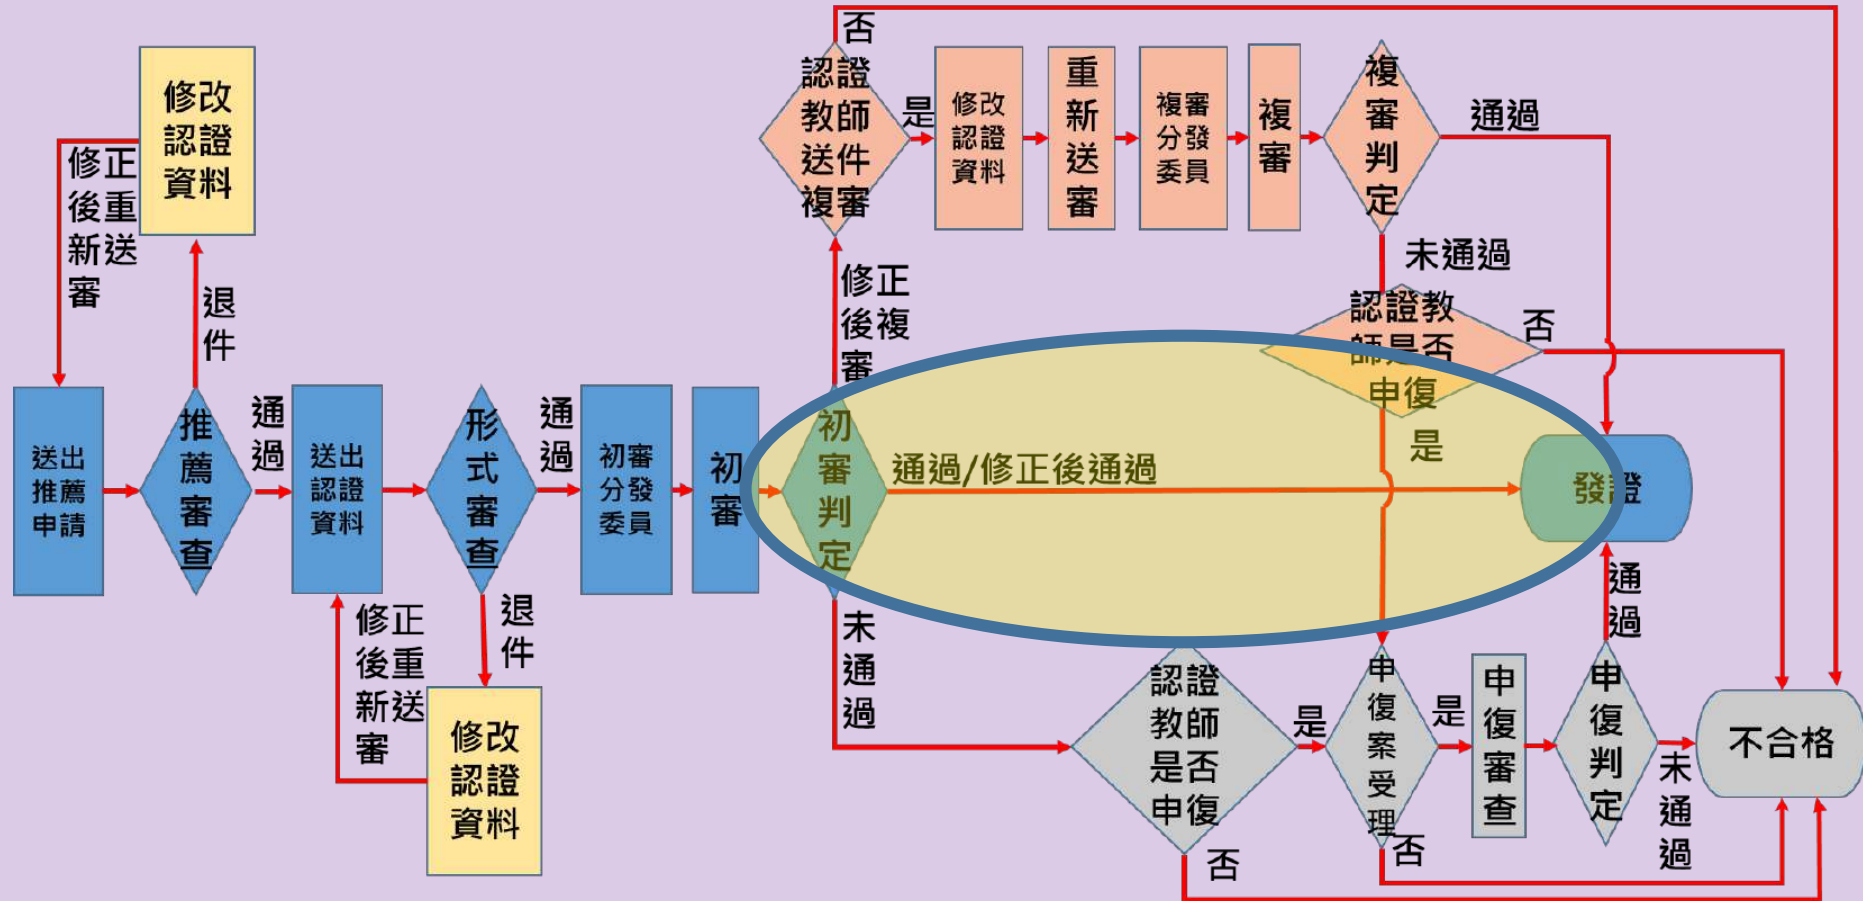 修改
認證
資料
修正
後重
新送
審
退
件
送出
推薦
申請
推
薦
審
查
通
過
送出
認證
資料
形
式
審
查
通
過
退
件
修正
後重
新送
審
修改
認證
資料
初審
分發
委員
初
審
初
審
判
定
修正
後複
審
通過/修正後通過
未
通
過
認證
教師
送件
複審
否
是
修改
認證
資料
重
新
送
審
複審
分發
委員
複
審
複
審
判
定
通過
未通過
認證教
師是否
申復
否
是
發證
認證
教師
是否
申復
是
否
申
復
案
受
理
是
否
申
復
審
查
申
復
判
定
通
過
未
通
過
不合格